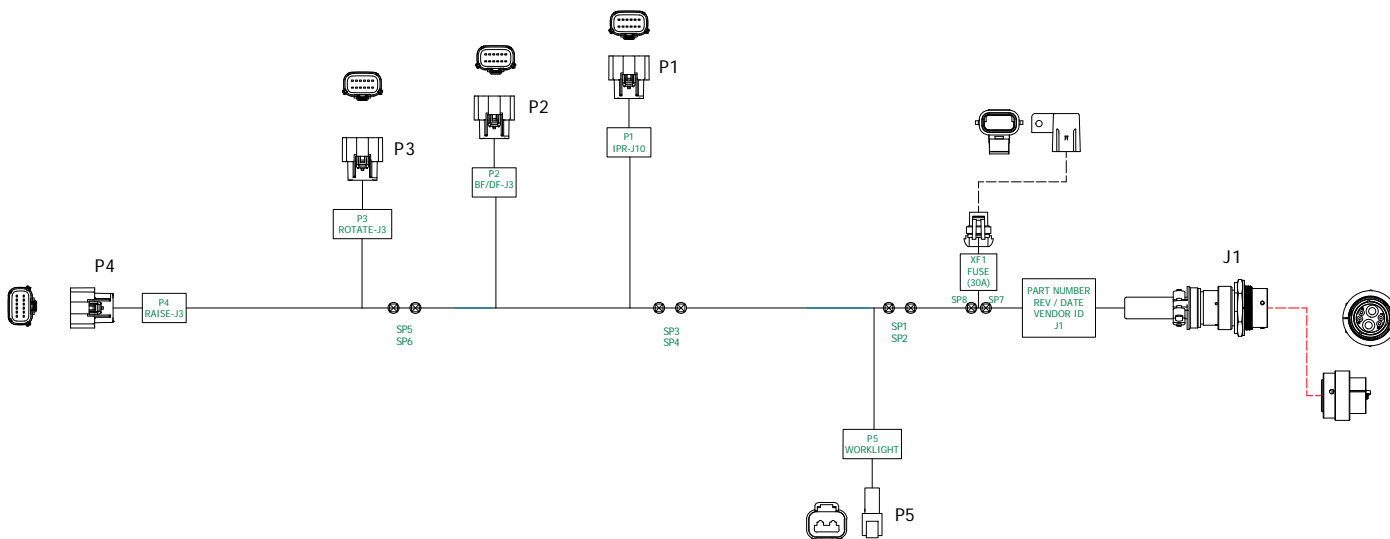 P1
P2
P3
P4
P1
IPR-J10
P2
BF/DF-J3
P3
ROTATE-J3
P4
RAISE-J3
XF1
FUSE
(30A)
J1
PART NUMBER
REV / DATE
VENDOR ID
J1
SP8
SP7
SP5
SP6
SP3
SP4
SP1
SP2
P5
WORKLIGHT
P5